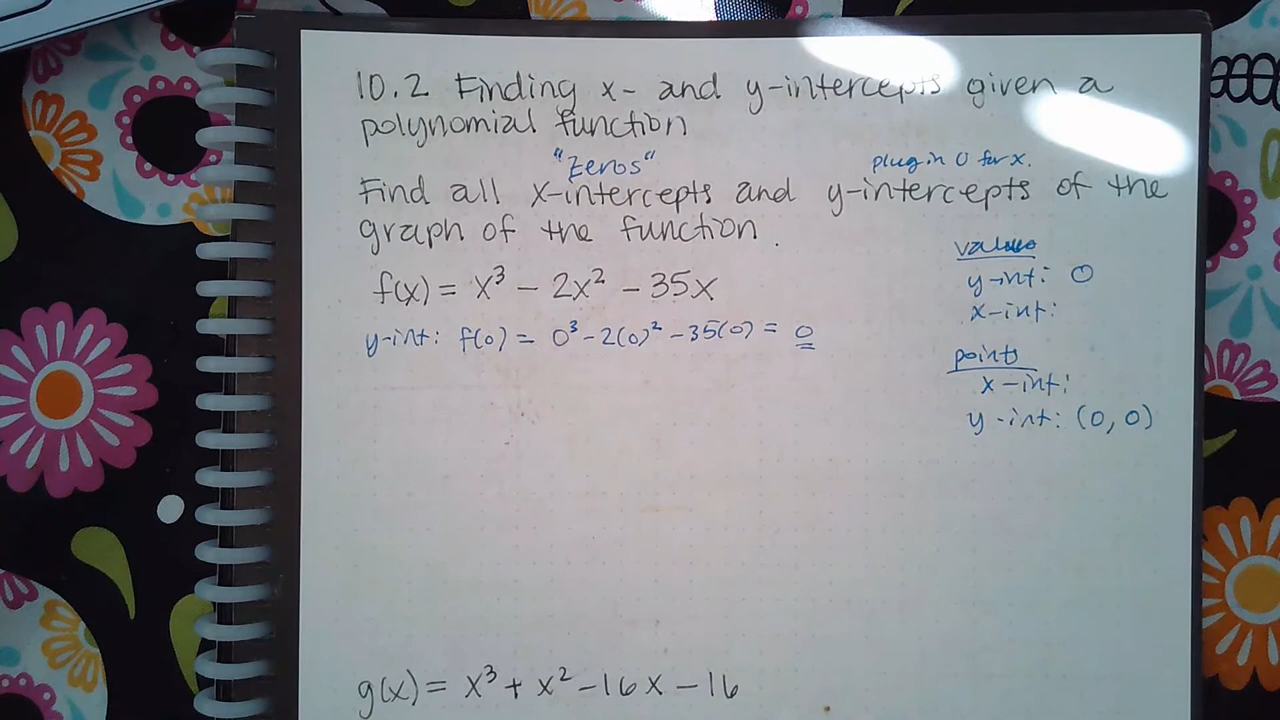 10.2 Finding x- and y-intercepts given a
polynomial function
"Zeros"
plug in 0 for x.
Find all x-intercepts and y-intercepts of the
graph of the function.
f(x) = x³ - 2x² - 35x
y-int: f(0) = 0³ - 2(0)² - 35(0) = 0
values
y-int: 0
x-int:
points
x-int:
y-int: (0, 0)
g(x) = x³ + x² - 16x - 16